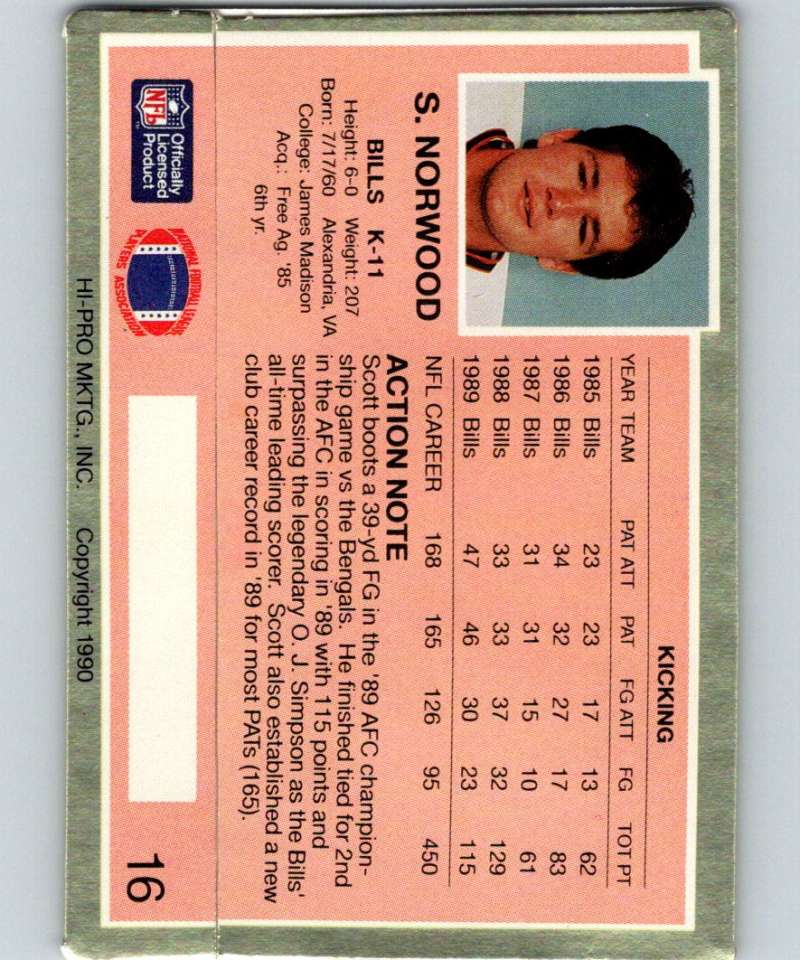 S. NORWOOD
BILLS K-11
Height: 6-0 Weight: 207
Born: 7/17/60 Alexandria, VA
College: James Madison
Acq.: Free Ag. '85
6th yr.
KICKING
YEAR TEAM PAT ATT PAT FG ATT FG TOT PT
1985 Bills 23 23 17 13 62
1986 Bills 34 32 27 17 83
1987 Bills 31 31 15 10 61
1988 Bills 33 33 37 32 129
1989 Bills 47 46 30 23 115
NFL CAREER 168 165 126 95 450
ACTION NOTE
Scott boots a 39-yd FG in the '89 AFC champion-
ship game vs the Bengals. He finished tied for 2nd
in the AFC in scoring in '89 with 115 points and
surpassing the legendary O. J. Simpson as the Bills'
all-time leading scorer. Scott also established a new
club career record in '89 for most PATs (165).
NFL
Officially
Licensed
Product
NATIONAL FOOTBALL LEAGUE
PLAYERS ASSOCIATION
16
HI-PRO MKTG., INC. Copyright 1990